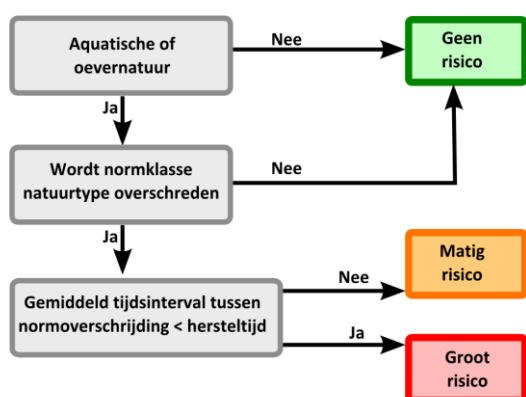 Aquatische of
oevernatuur
Nee
Geen
risico
Ja
Wordt normklasse
natuurtype overschreden
Nee
Ja
Gemiddeld tijdsinterval tussen
normoverschrijding < hersteltijd
Nee
Matig
risico
Ja
Groot
risico